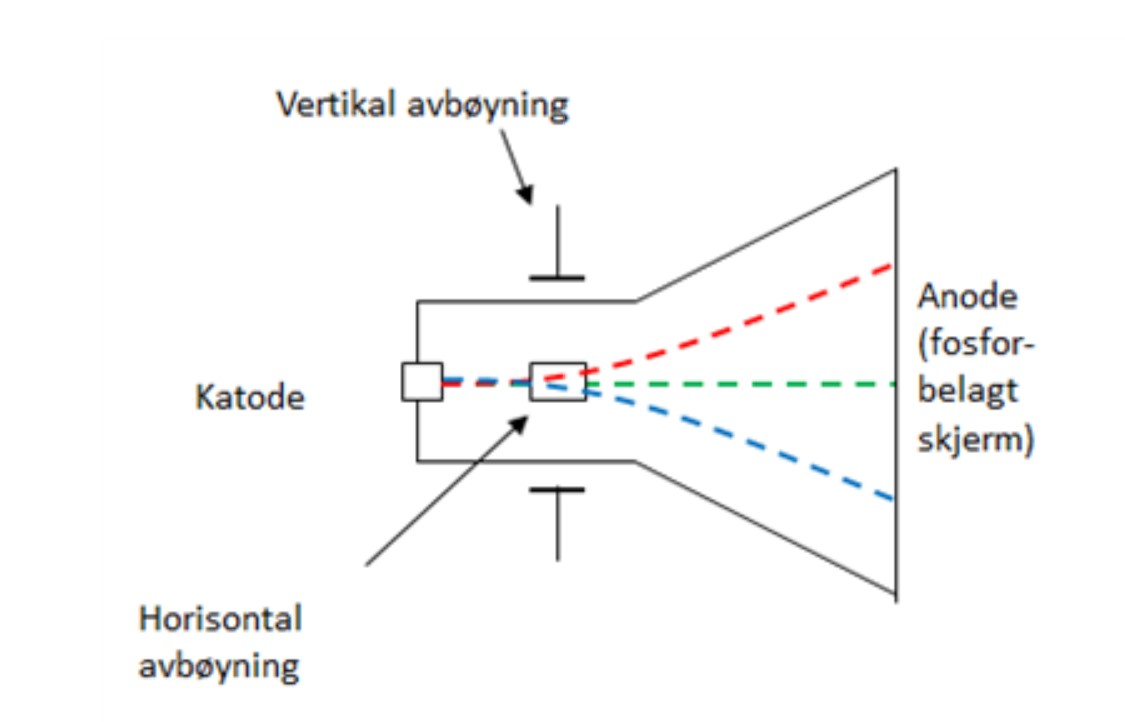 Vertikal avbøyning
Katode
Anode
(fosfor-
belagt
skjerm)
Horisontal
avbøyning